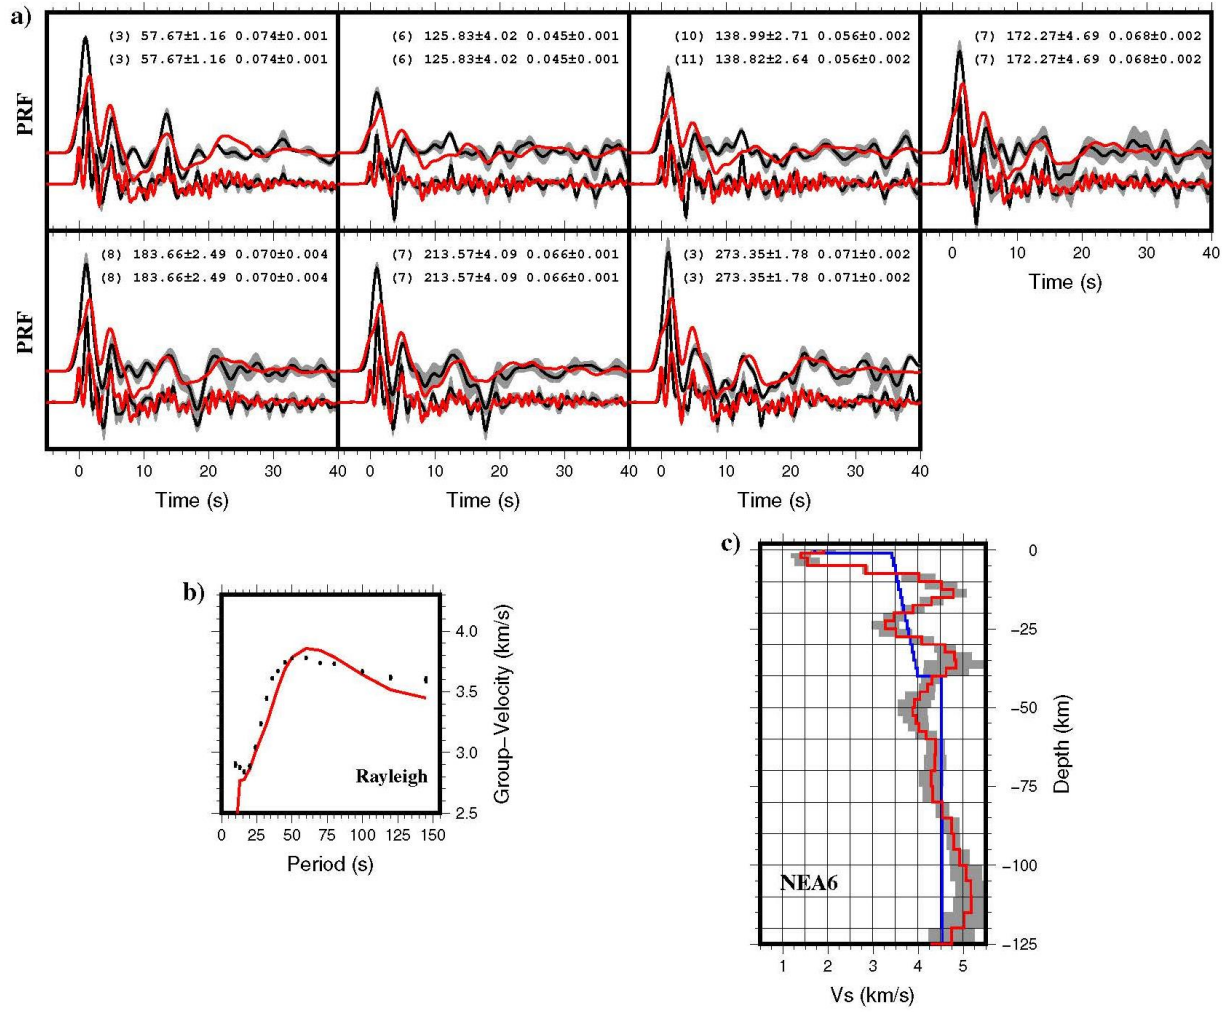 a)
(3) 57.67±1.16 0.074±0.001
(3) 57.67±1.16 0.074±0.001
(6) 125.83±4.02 0.045±0.001
(6) 125.83±4.02 0.045±0.001
(10) 138.99±2.71 0.056±0.002
(11) 138.82±2.64 0.056±0.002
(7) 172.27±4.69 0.068±0.002
(7) 172.27±4.69 0.068±0.002
PRF
0 10 20 30 40
Time (s)
(8) 183.66±2.49 0.070±0.004
(8) 183.66±2.49 0.070±0.004
(7) 213.57±4.09 0.066±0.001
(7) 213.57±4.09 0.066±0.001
(3) 273.35±1.78 0.071±0.002
(3) 273.35±1.78 0.071±0.002
PRF
0 10 20 30
0 10 20 30
0 10 20 30 40
Time (s)
Time (s)
Time (s)
b)
4.0
3.5
3.0
2.5
Group-Velocity (km/s)
Rayleigh
0 25 50 75 100 125 150
Period (s)
c)
0
-25
-50
-75
-100
-125
Depth (km)
NEA6
1 2 3 4 5
Vs (km/s)